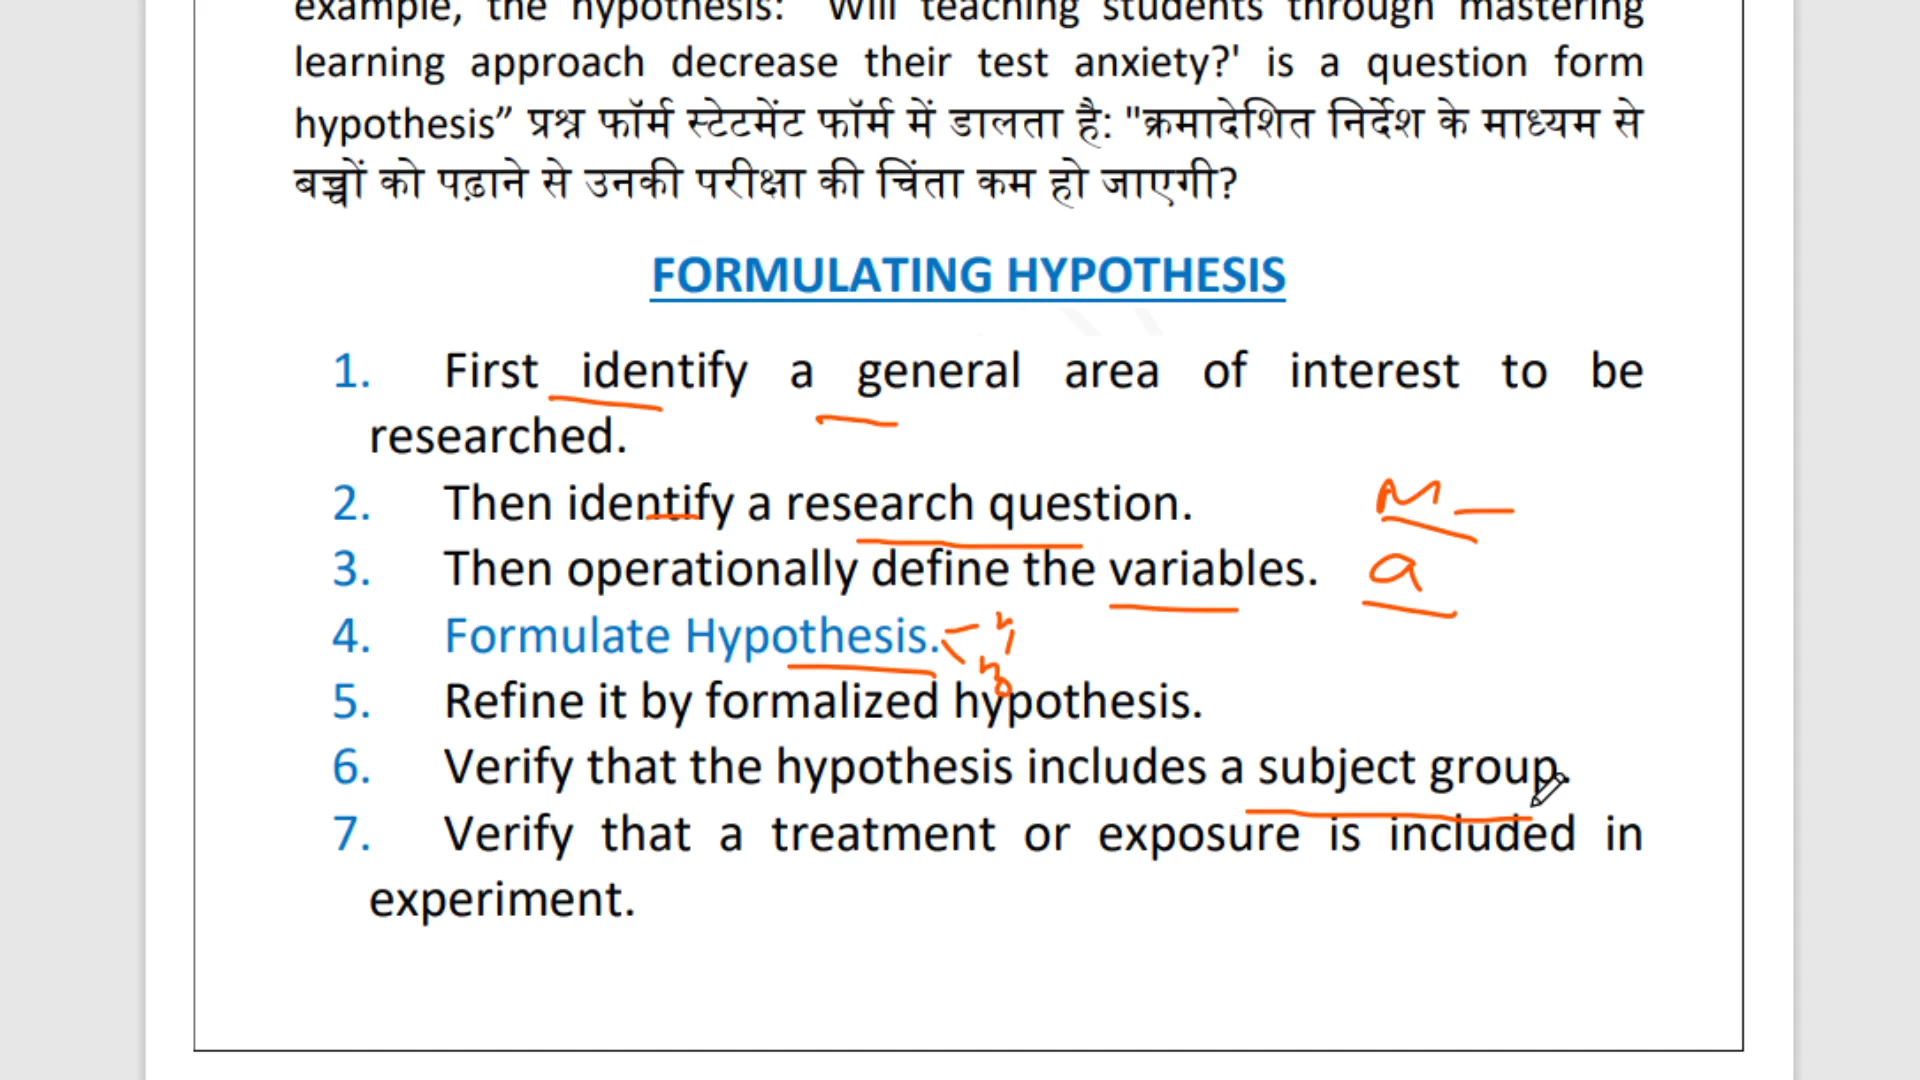 example, the hypothesis: 'Will teaching students through mastering
learning approach decrease their test anxiety?' is a question form
hypothesis” प्रश्न फॉर्म स्टेटमेंट फॉर्म में डालता है: "क्रमादेशित निर्देश के माध्यम से
बच्चों को पढ़ाने से उनकी परीक्षा की चिंता कम हो जाएगी?
FORMULATING HYPOTHESIS
1. First identify a general area of interest to be
researched.
2. Then identify a research question.
M
3. Then operationally define the variables.
a
4. Formulate Hypothesis.
5. Refine it by formalized hypothesis.
6. Verify that the hypothesis includes a subject group.
7. Verify that a treatment or exposure is included in
experiment.